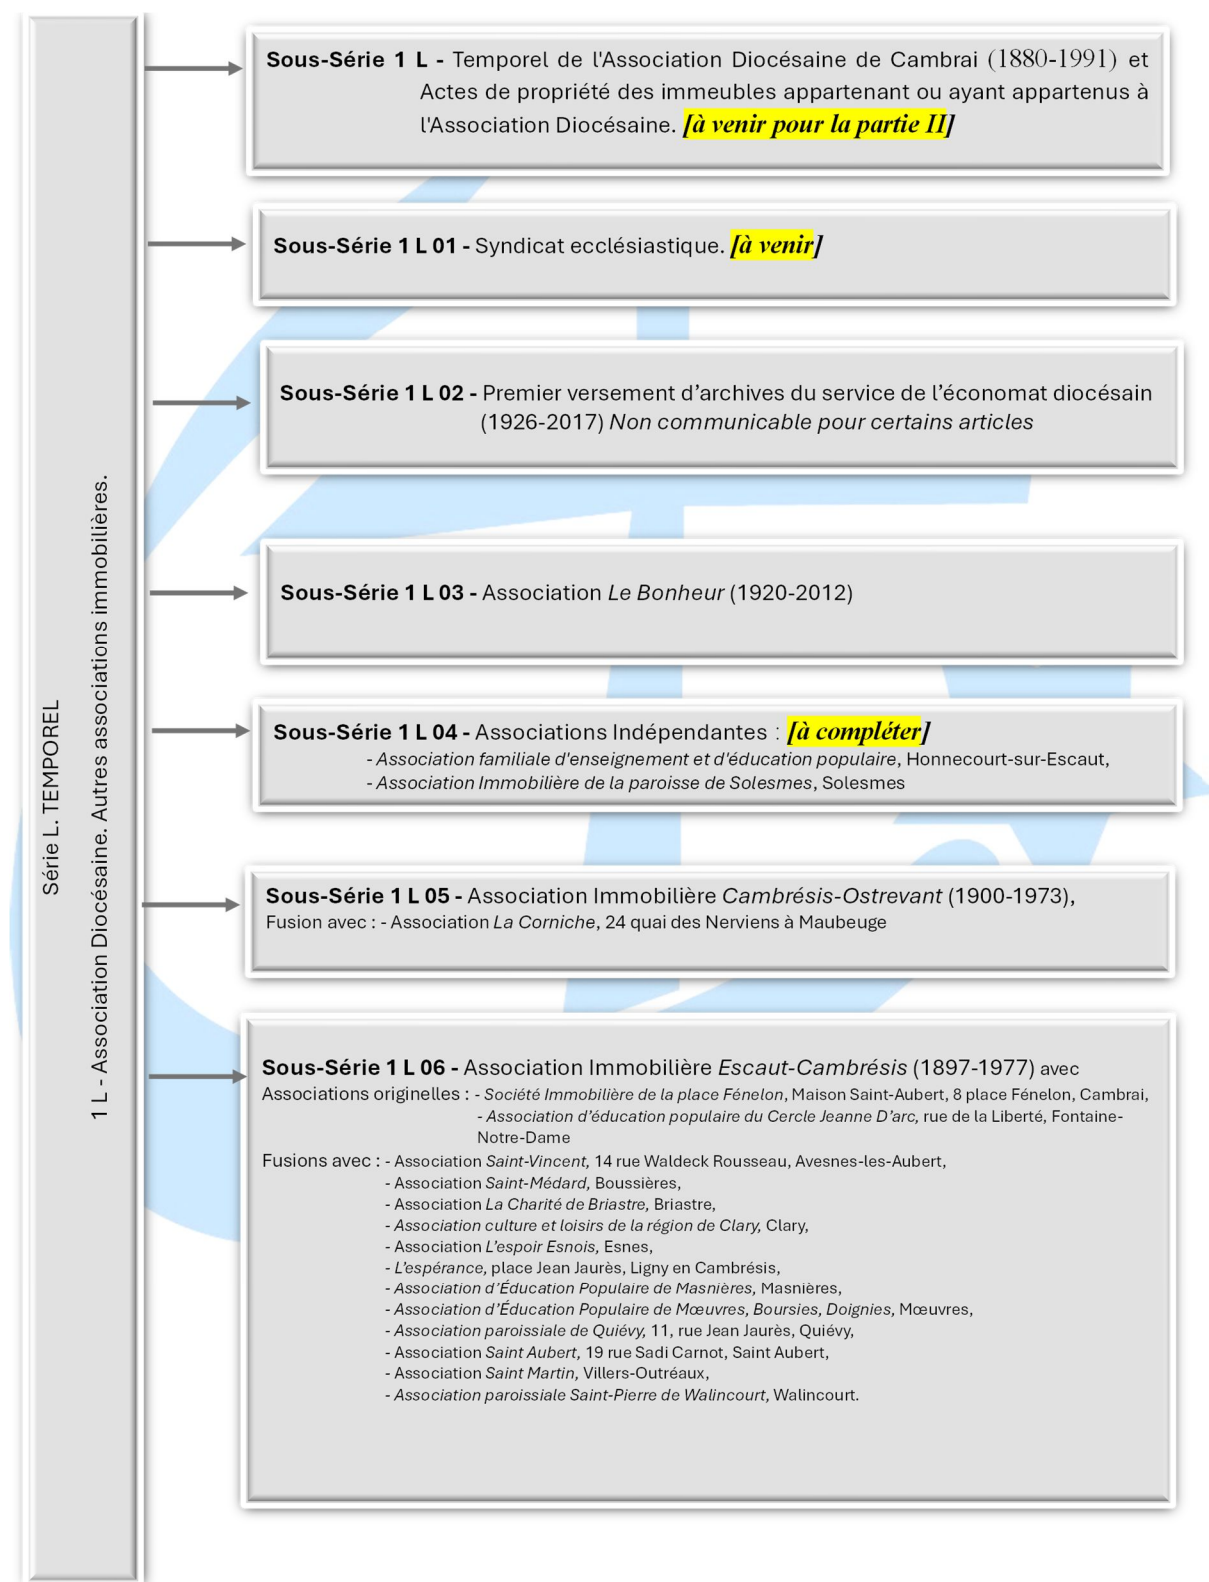 Série L. TEMPOREL
1 L - Association Diocésaine. Autres associations immobilières.
Sous-Série 1 L - Temporel de l'Association Diocésaine de Cambrai (1880-1991) et
Actes de propriété des immeubles appartenant ou ayant appartenus à
l'Association Diocésaine. [à venir pour la partie II]
Sous-Série 1 L 01 - Syndicat ecclésiastique. [à venir]
Sous-Série 1 L 02 - Premier versement d’archives du service de l’économat diocésain
(1926-2017) Non communicable pour certains articles
Sous-Série 1 L 03 - Association Le Bonheur (1920-2012)
Sous-Série 1 L 04 - Associations Indépendantes : [à compléter]
- Association familiale d'enseignement et d'éducation populaire, Honnecourt-sur-Escaut,
- Association Immobilière de la paroisse de Solesmes, Solesmes
Sous-Série 1 L 05 - Association Immobilière Cambrésis-Ostrevant (1900-1973),
Fusion avec : - Association La Corniche, 24 quai des Nerviens à Maubeuge
Sous-Série 1 L 06 - Association Immobilière Escaut-Cambrésis (1897-1977) avec
Associations originelles : - Société Immobilière de la place Fénelon, Maison Saint-Aubert, 8 place Fénelon, Cambrai,
- Association d’éducation populaire du Cercle Jeanne D’arc, rue de la Liberté, Fontaine-
Notre-Dame
Fusions avec : - Association Saint-Vincent, 14 rue Waldeck Rousseau, Avesnes-les-Aubert,
- Association Saint-Médard, Boussières,
- Association La Charité de Briastre, Briastre,
- Association culture et loisirs de la région de Clary, Clary,
- Association L’espoir Esnois, Esnes,
- L’espérance, place Jean Jaurès, Ligny en Cambrésis,
- Association d’Éducation Populaire de Masnières, Masnières,
- Association d’Éducation Populaire de Mœuvres, Boursies, Doignies, Mœuvres,
- Association paroissiale de Quiévy, 11, rue Jean Jaurès, Quiévy,
- Association Saint Aubert, 19 rue Sadi Carnot, Saint Aubert,
- Association Saint Martin, Villers-Outréaux,
- Association paroissiale Saint-Pierre de Walincourt, Walincourt.